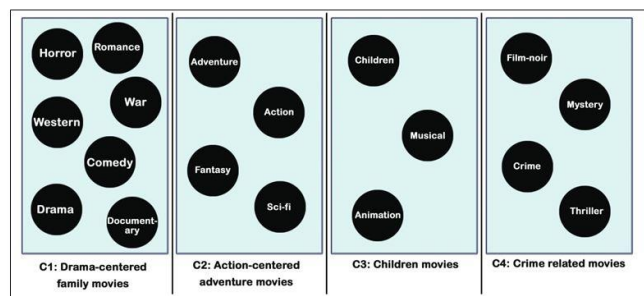 Horror
Romance
War
Western
Comedy
Drama
Document-
ary
C1: Drama-centered
family movies
Adventure
Action
Fantasy
Sci-fi
C2: Action-centered
adventure movies
Children
Musical
Animation
C3: Children movies
Film-noir
Mystery
Crime
Thriller
C4: Crime related movies